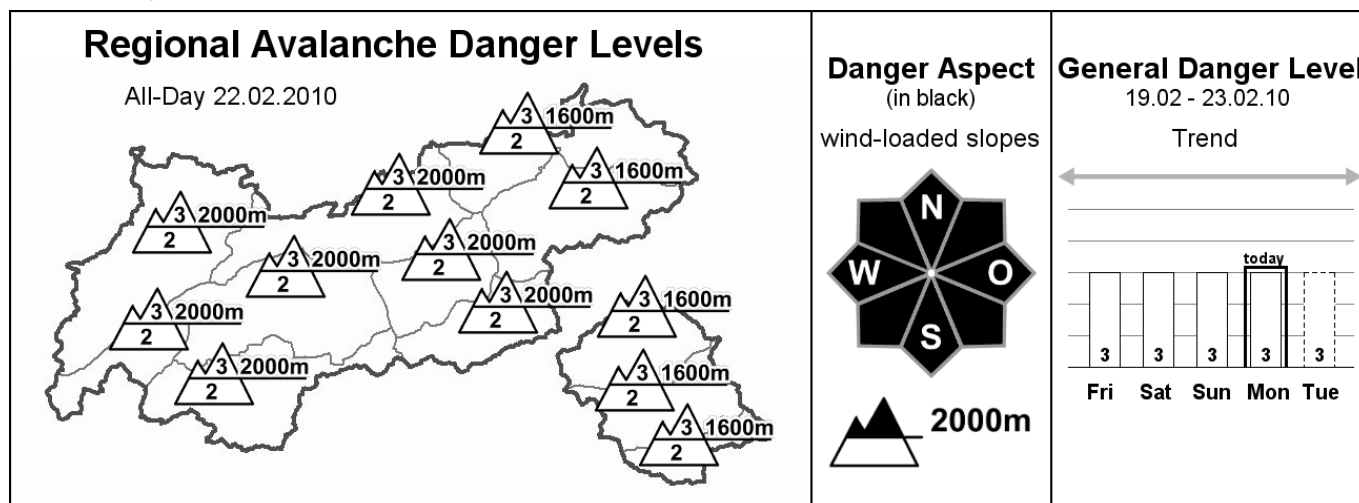 Regional Avalanche Danger Levels
All-Day 22.02.2010
3 1600m
2
3 1600m
2
3 2000m
2
3 2000m
2
3 2000m
2
3 2000m
2
3 2000m
2
3 2000m
2
3 2000m
2
3 1600m
2
3 1600m
2
3 1600m
2
Danger Aspect
(in black)
wind-loaded slopes
N
W O
S
2000m
General Danger Level
19.02 - 23.02.10
Trend
today
3 3 3 3 3
Fri Sat Sun Mon Tue